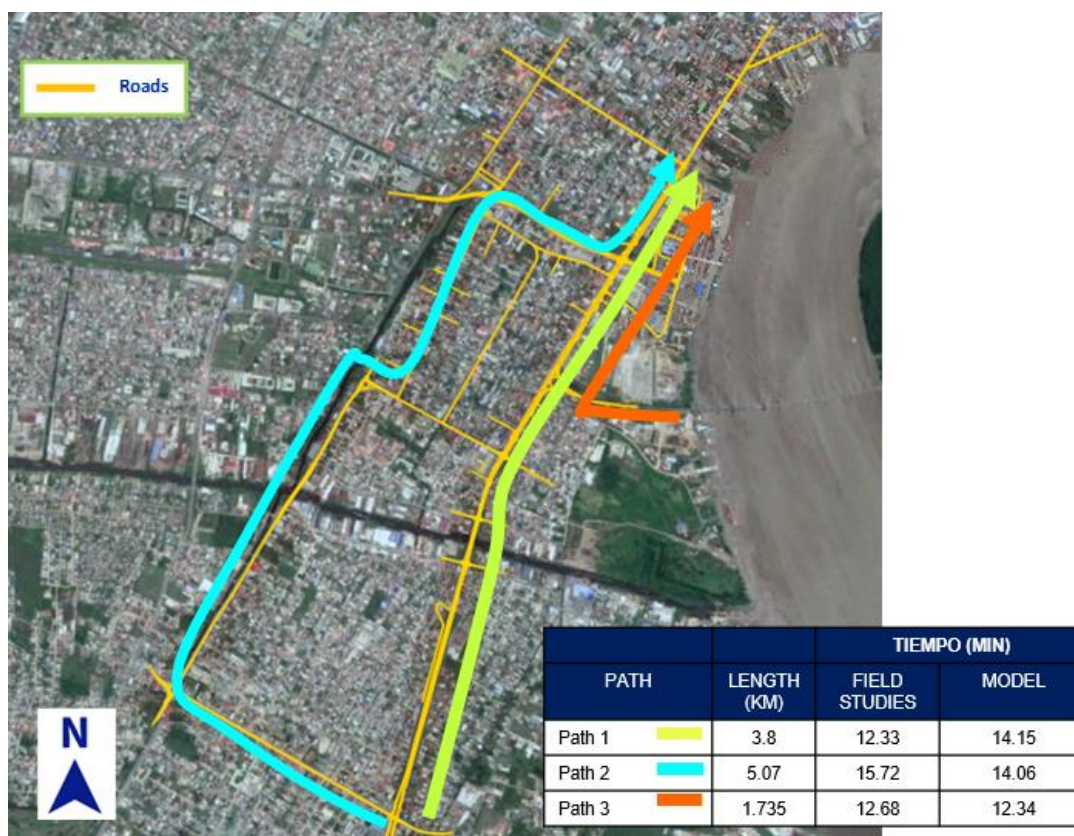 Roads
N
TIEMPO (MIN)
PATH LENGTH (KM) FIELD STUDIES MODEL
Path 1 3.8 12.33 14.15
Path 2 5.07 15.72 14.06
Path 3 1.735 12.68 12.34